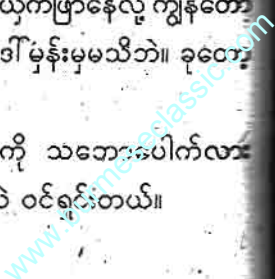 ယှက်ဖြာနေလို့ ကျွန်တော်
ဒေါ် မှန်းမှမသိဘဲ။ ခုတော့
ကို သဘောပေါက်လား
ဲ ဝင်ရှင်းတယ်။
www.burmeseclassic.com